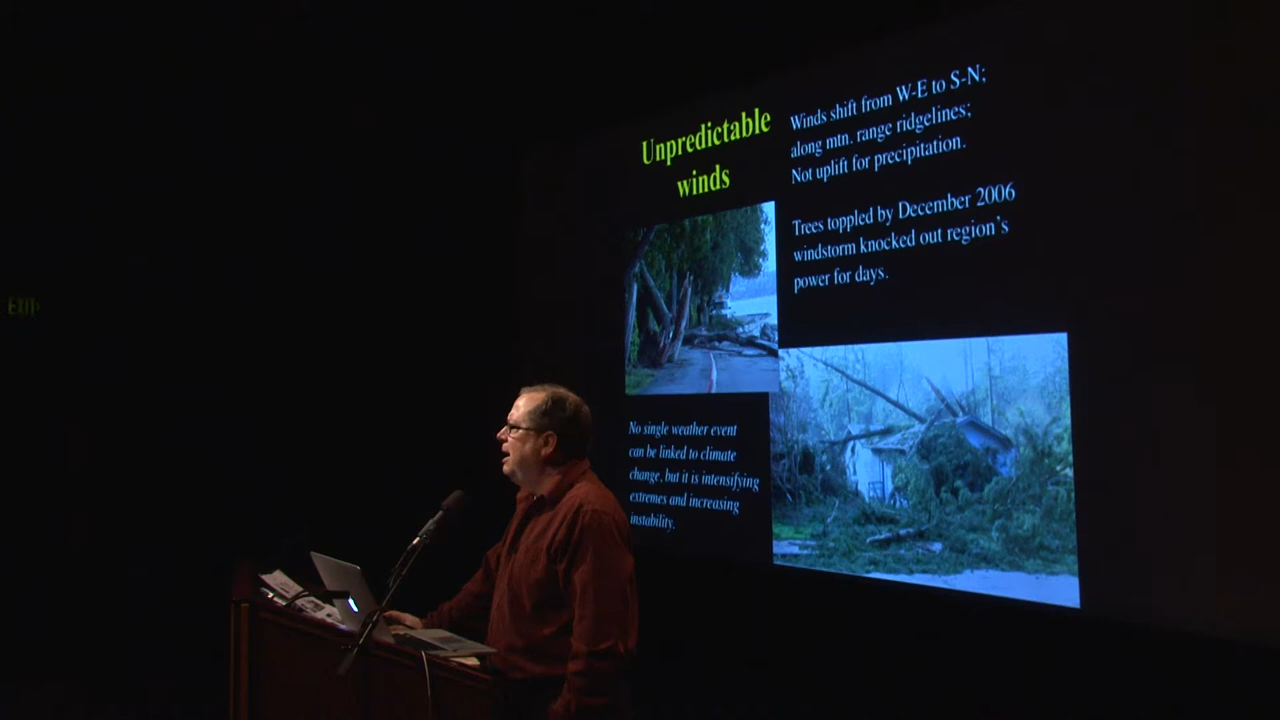 Unpredictable
winds
Winds shift from W-E to S-N;
along mtn. range ridgelines;
Not uplift for precipitation.
Trees toppled by December 2006
windstorm knocked out region's
power for days.
No single weather event
can be linked to climate
change, but it is intensifying
extremes and increasing
instability.
EXIT